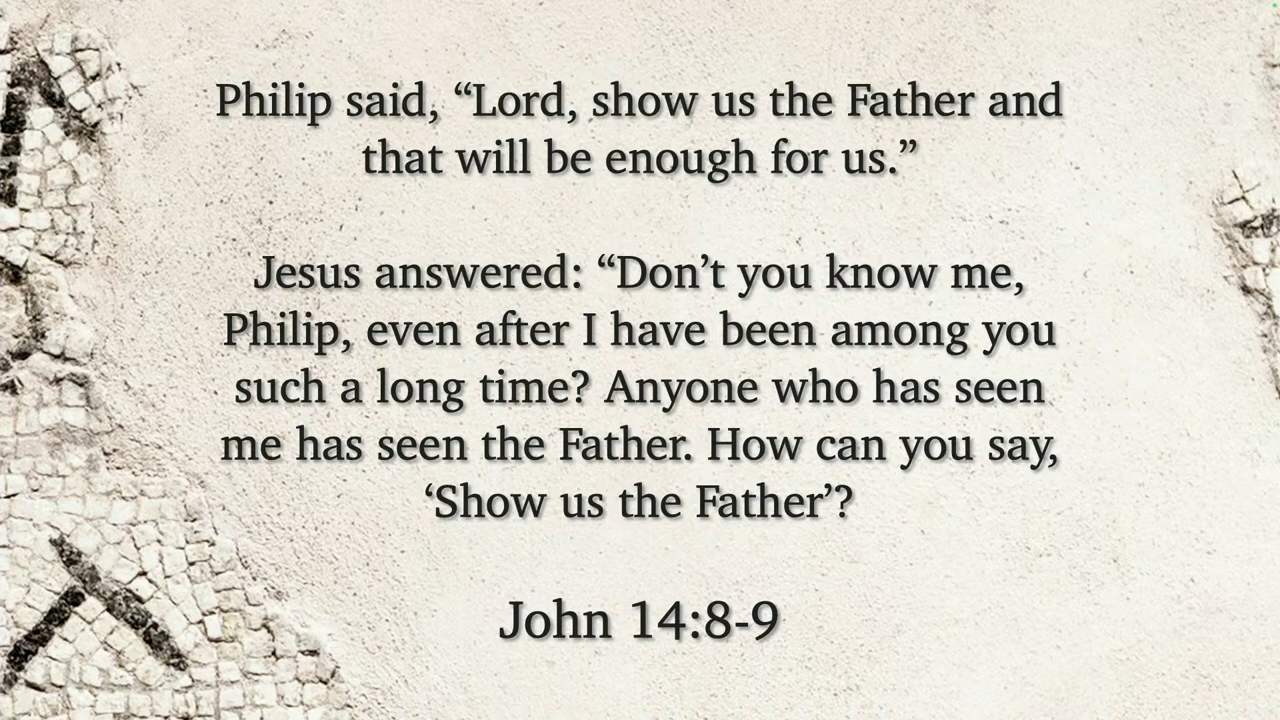 Philip said, “Lord, show us the Father and
that will be enough for us.”
Jesus answered: “Don’t you know me,
Philip, even after I have been among you
such a long time? Anyone who has seen
me has seen the Father. How can you say,
‘Show us the Father’?
John 14:8-9